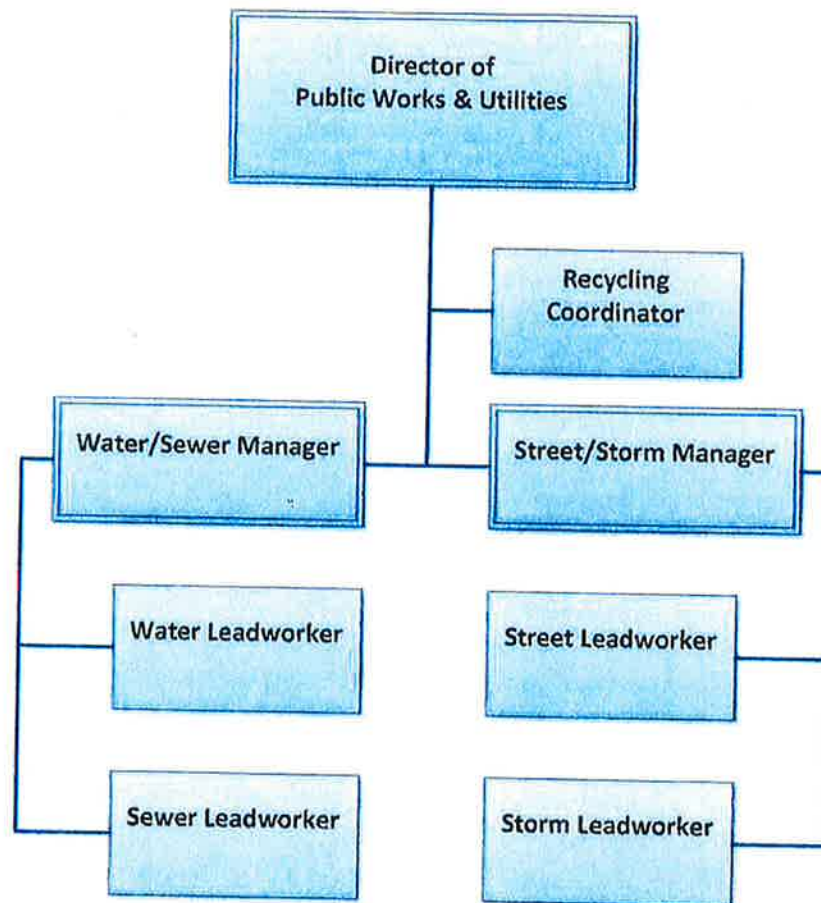 Director of
Public Works & Utilities
Recycling
Coordinator
Water/Sewer Manager
Street/Storm Manager
Water Leadworker
Street Leadworker
Sewer Leadworker
Storm Leadworker